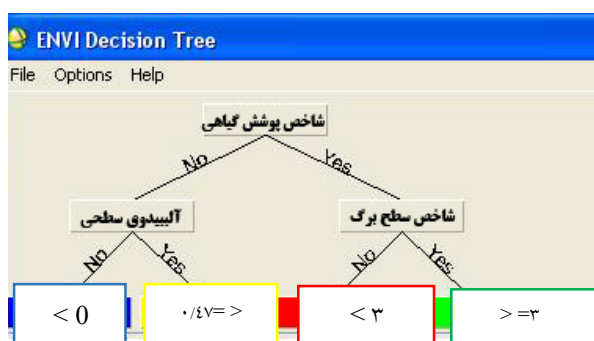 ENVI Decision Tree
File Options Help
شاخص پوشش گیاهی
No Yes
آلبیدوی سطحی شاخص سطح برگ
No Yes No Yes
< 0 ۰/٤٧= > < ۳ > =۳